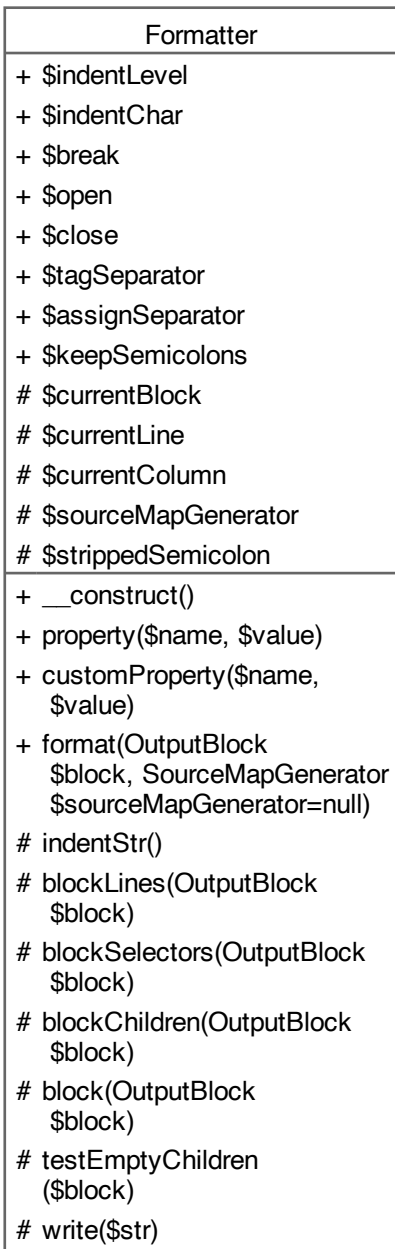 Formatter
+ $indentLevel
+ $indentChar
+ $break
+ $open
+ $close
+ $tagSeparator
+ $assignSeparator
+ $keepSemicolons
# $currentBlock
# $currentLine
# $currentColumn
# $sourceMapGenerator
# $strippedSemicolon
+ __construct()
+ property($name, $value)
+ customProperty($name,
$value)
+ format(OutputBlock
$block, SourceMapGenerator
$sourceMapGenerator=null)
# indentStr()
# blockLines(OutputBlock
$block)
# blockSelectors(OutputBlock
$block)
# blockChildren(OutputBlock
$block)
# block(OutputBlock
$block)
# testEmptyChildren
($block)
# write($str)